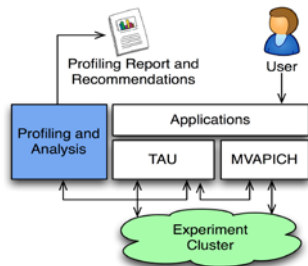 Profiling Report and
Recommendations
User
Profiling and
Analysis
Applications
TAU
MVAPICH
Experiment
Cluster